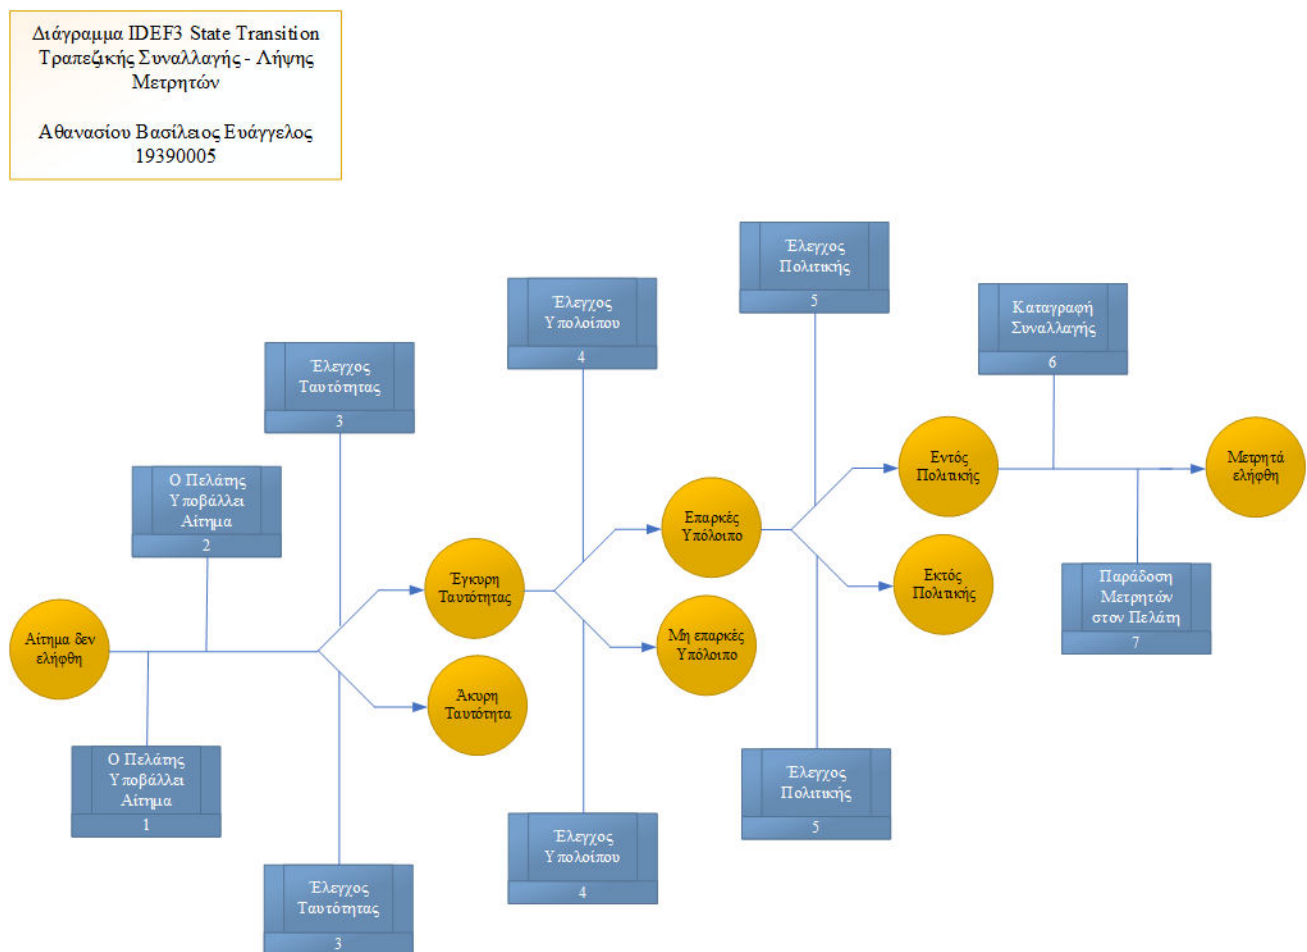 Διάγραμμα IDEF3 State Transition
Τραπεζικής Συναλλαγής - Λήψης
Μετρητών
Αθανασίου Βασίλειος Ευάγγελος
19390005
Έλεγχος
Πολιτικής
5
Έλεγχος
Υπολοίπου
4
Καταγραφή
Συναλλαγής
6
Έλεγχος
Ταυτότητας
3
Ο Πελάτης
Υποβάλλει
Αίτημα
2
Εντός
Πολιτικής
Μετρητά
ελήφθη
Επαρκές
Υπόλοιπο
Έγκυρη
Ταυτότητας
Εκτός
Πολιτικής
Παράδοση
Μετρητών
στον Πελάτη
7
Αίτημα δεν
ελήφθη
Μη επαρκές
Υπόλοιπο
Άκυρη
Ταυτότητα
Ο Πελάτης
Υποβάλλει
Αίτημα
1
Έλεγχος
Πολιτικής
5
Έλεγχος
Υπολοίπου
4
Έλεγχος
Ταυτότητας
3